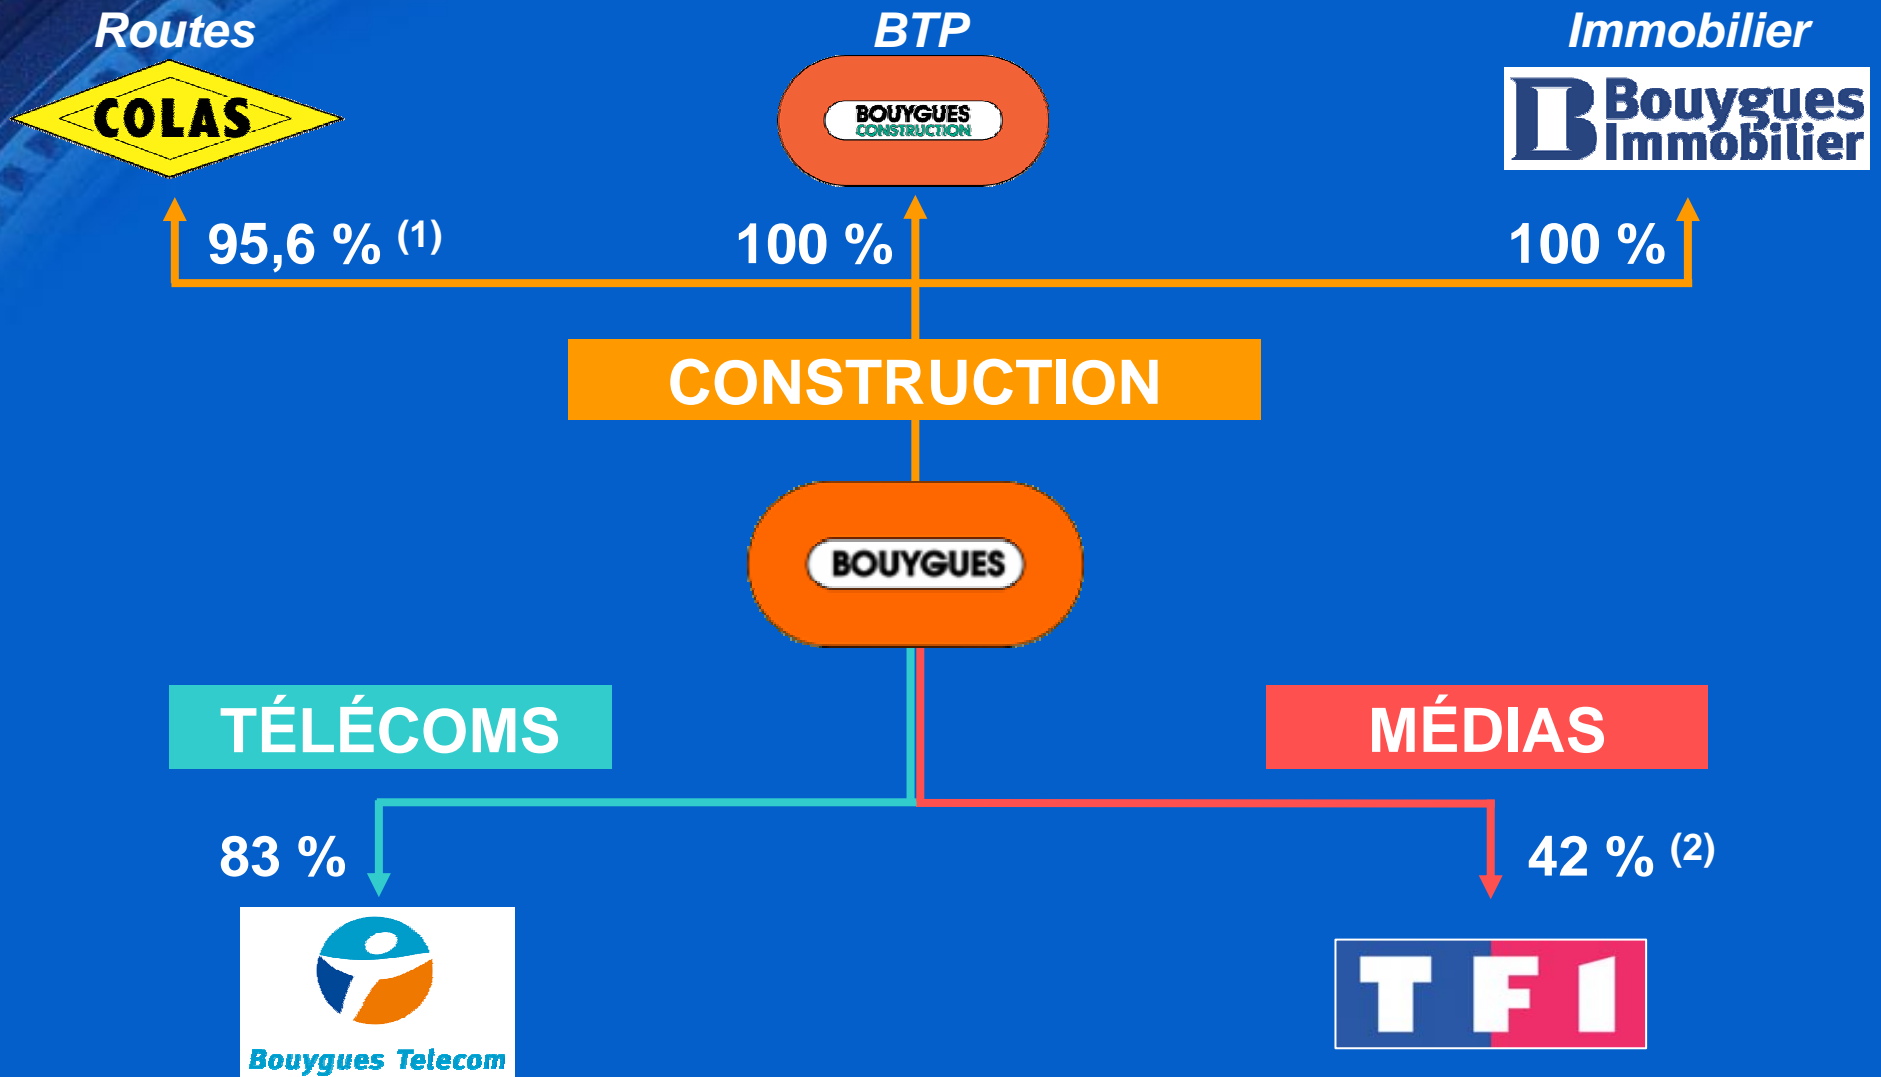 Routes
BTP
Immobilier
COLAS
BOUYGUES
CONSTRUCTION
Bouygues
Immobilier
95,6 % (1)
100 %
100 %
CONSTRUCTION
BOUYGUES
TÉLÉCOMS
MÉDIAS
83 %
42 % (2)
Bouygues Telecom
TF1